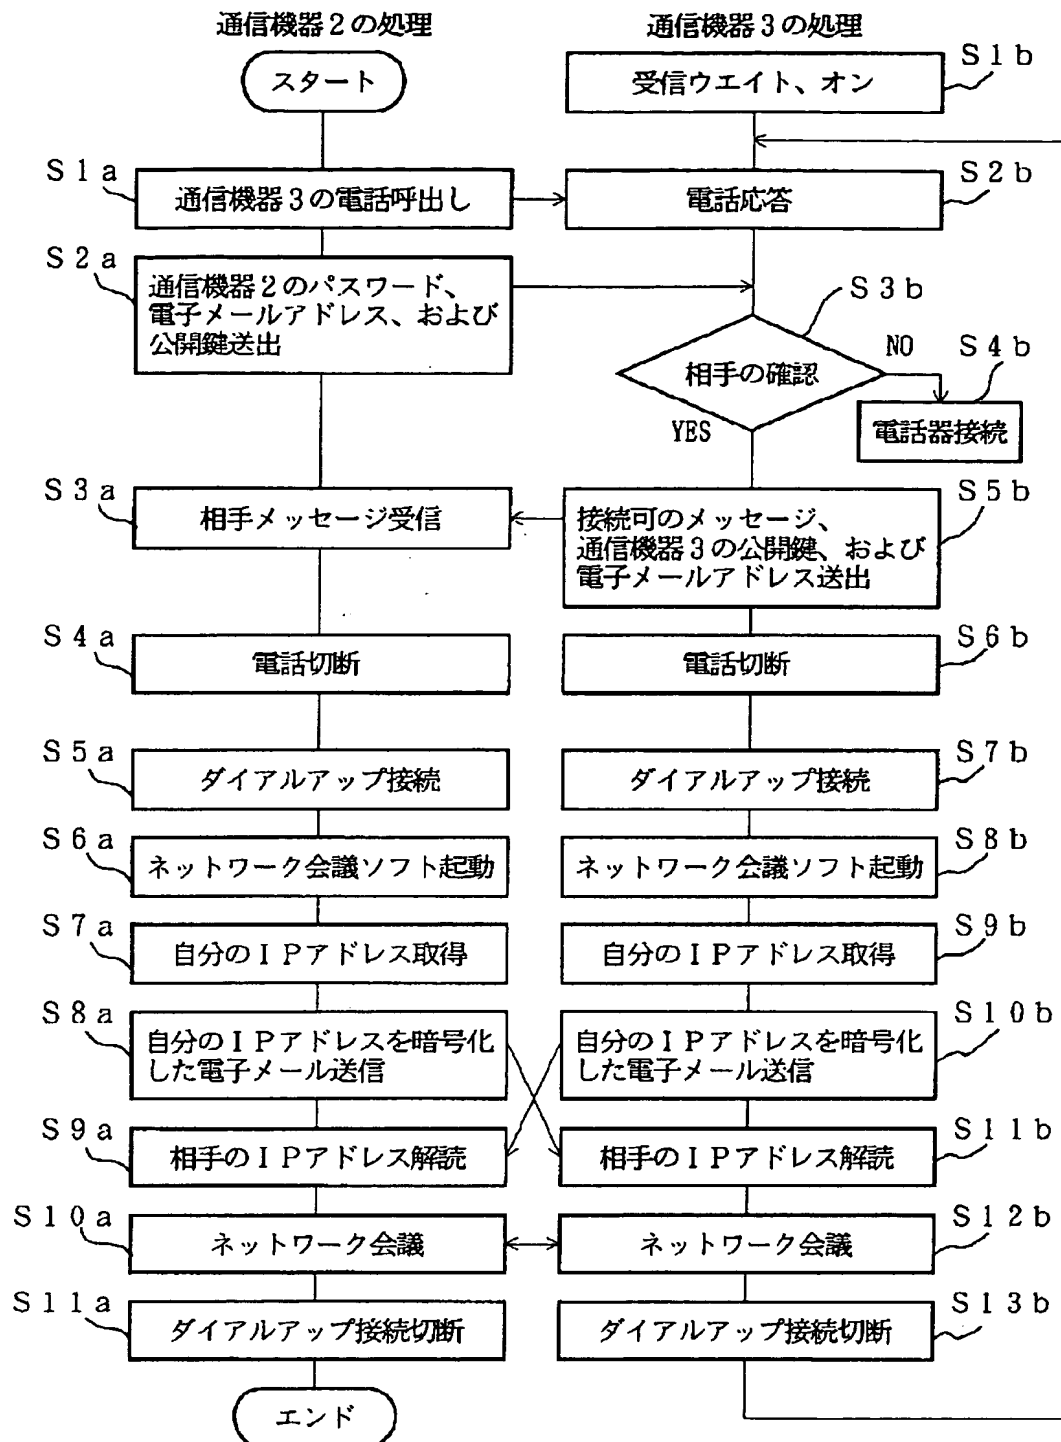 通信機器2の処理
通信機器3の処理
スタート
受信ウエイト、オン
S1b
S1a
通信機器3の電話呼出し
電話応答
S2b
S2a
通信機器2のパスワード、
電子メールアドレス、および
公開鍵送出
S3b
相手の確認
NO
YES
S4b
電話器接続
S3a
相手メッセージ受信
接続可のメッセージ、
通信機器3の公開鍵、および
電子メールアドレス送出
S5b
S4a
電話切断
電話切断
S6b
S5a
ダイアルアップ接続
ダイアルアップ接続
S7b
S6a
ネットワーク会議ソフト起動
ネットワーク会議ソフト起動
S8b
S7a
自分のIPアドレス取得
自分のIPアドレス取得
S9b
S8a
自分のIPアドレスを暗号化
した電子メール送信
自分のIPアドレスを暗号化
した電子メール送信
S10b
S9a
相手のIPアドレス解読
相手のIPアドレス解読
S11b
S10a
ネットワーク会議
ネットワーク会議
S12b
S11a
ダイアルアップ接続切断
ダイアルアップ接続切断
S13b
エンド